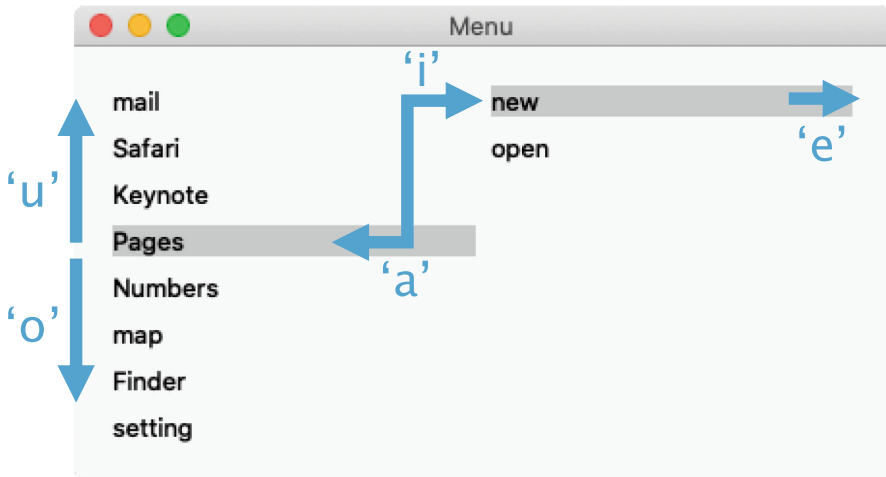 Menu
‘i’
mail
new
‘e’
Safari
open
‘u’
Keynote
Pages
‘a’
Numbers
‘o’
map
Finder
setting